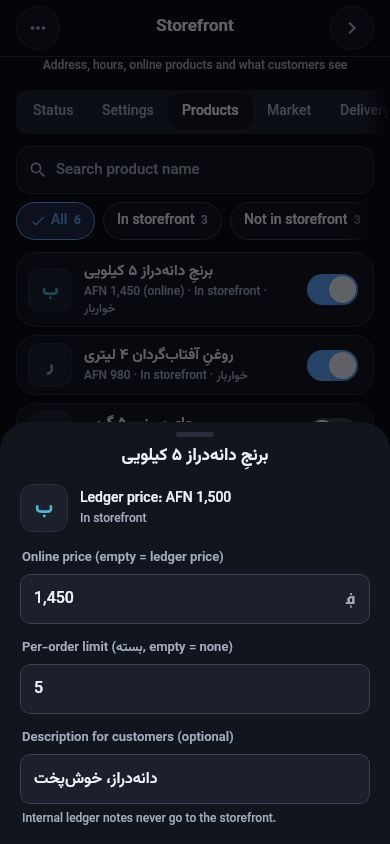 Storefront
Address, hours, online products and what customers see
Status Settings Products Market Delivery
Search product name
All 6 In storefront 3 Not in storefront 3
برنجِ دانه‌دراز ۵ کیلویی
ب
AFN 1,450 (online) · In storefront ·
خواربار
روغنِ آفتاب‌گردان ۴ لیتری
ر
AFN 980 · In storefront · خواربار
برنجِ دانه‌دراز ۵ کیلویی
ب
Ledger price: AFN 1,500
In storefront
Online price (empty = ledger price)
1,450 ؋
Per-order limit (بسته, empty = none)
5
Description for customers (optional)
دانه‌دراز، خوش‌پخت
Internal ledger notes never go to the storefront.